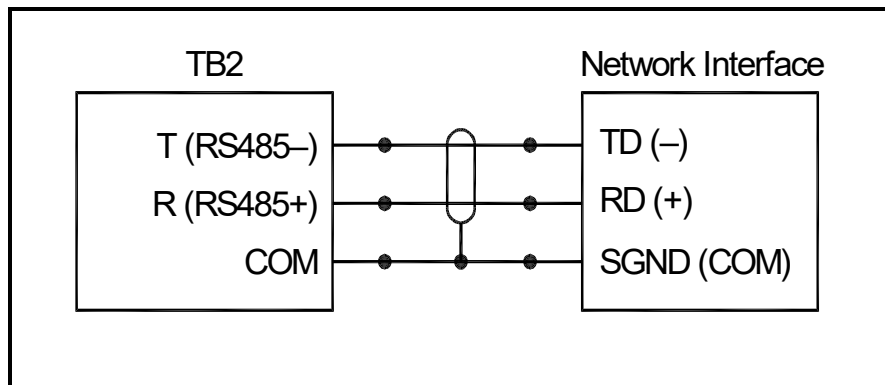 TB2
Network Interface
T (RS485–)
TD (–)
R (RS485+)
RD (+)
COM
SGND (COM)